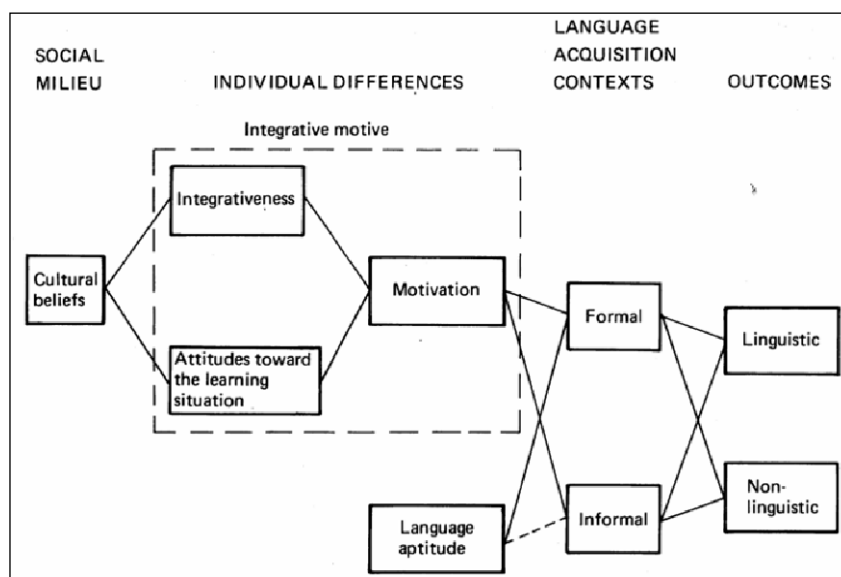 SOCIAL
MILIEU
INDIVIDUAL DIFFERENCES
LANGUAGE
ACQUISITION
CONTEXTS
OUTCOMES
Integrative motive
Integrativeness
Cultural
beliefs
Motivation
Attitudes toward
the learning
situation
Formal
Linguistic
Language
aptitude
Informal
Non-
linguistic